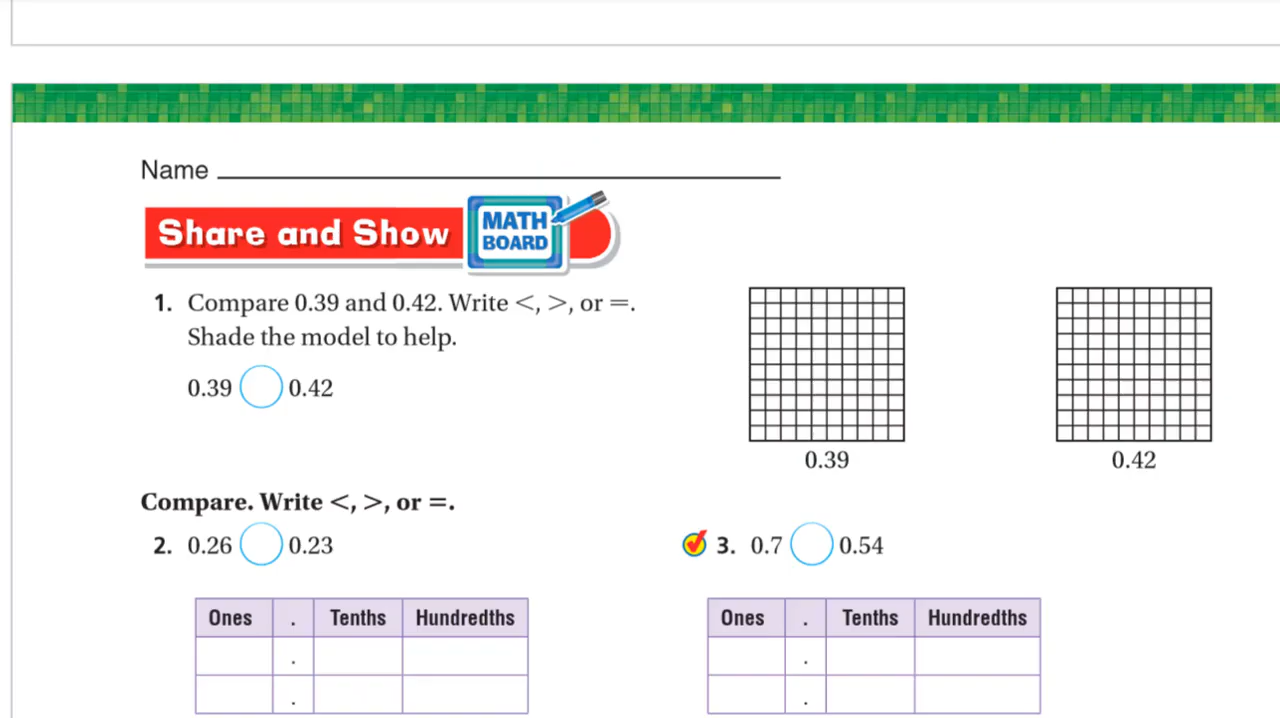 Name
Share and Show
MATH
BOARD
1. Compare 0.39 and 0.42. Write <, >, or =.
Shade the model to help.
0.39 0.42
0.39 0.42
Compare. Write <, >, or =.
2. 0.26 0.23
3. 0.7 0.54
Ones . Tenths Hundredths
.
.
Ones . Tenths Hundredths
.
.